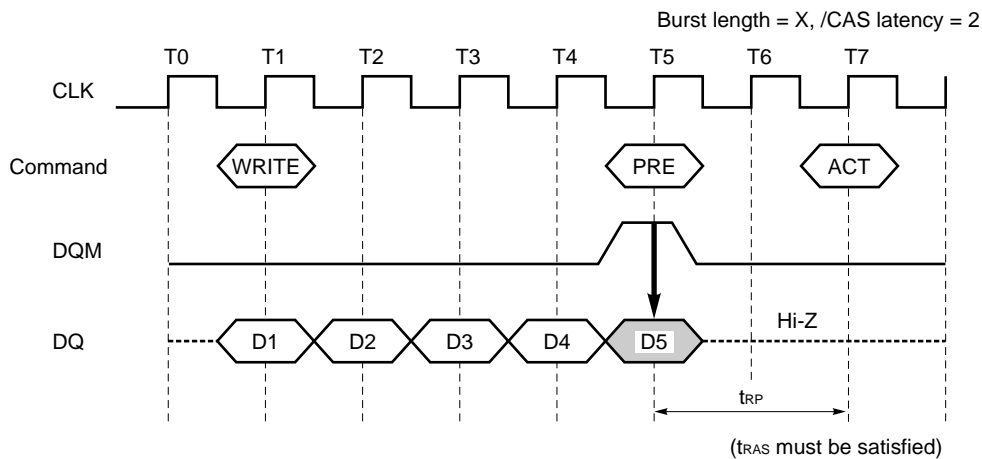 Burst length = X, /CAS latency = 2
T0 T1 T2 T3 T4 T5 T6 T7
CLK
Command WRITE PRE ACT
DQM
Hi-Z
DQ D1 D2 D3 D4 D5
tRP
(tRAS must be satisfied)